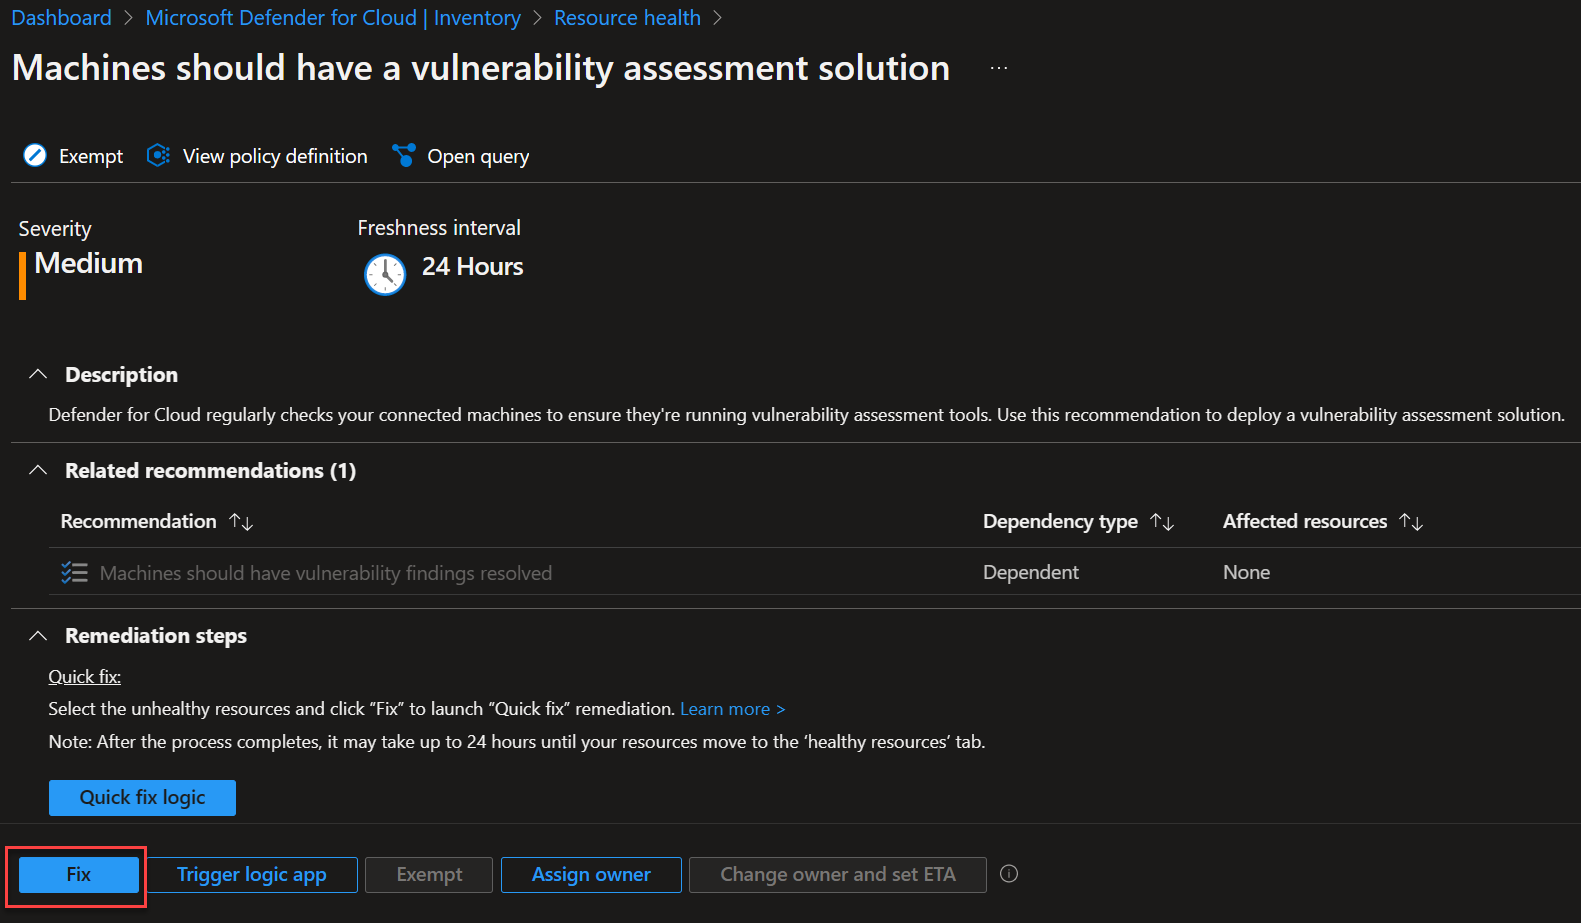 Dashboard > Microsoft Defender for Cloud | Inventory > Resource health >
Machines should have a vulnerability assessment solution ...
Exempt View policy definition Open query
Severity Freshness interval
Medium 24 Hours
Description
Defender for Cloud regularly checks your connected machines to ensure they're running vulnerability assessment tools. Use this recommendation to deploy a vulnerability assessment solution.
Related recommendations (1)
Recommendation ↑↓ Dependency type ↑↓ Affected resources ↑↓
Machines should have vulnerability findings resolved Dependent None
Remediation steps
Quick fix:
Select the unhealthy resources and click “Fix” to launch “Quick fix” remediation. Learn more >
Note: After the process completes, it may take up to 24 hours until your resources move to the ‘healthy resources’ tab.
Quick fix logic
Fix Trigger logic app Exempt Assign owner Change owner and set ETA